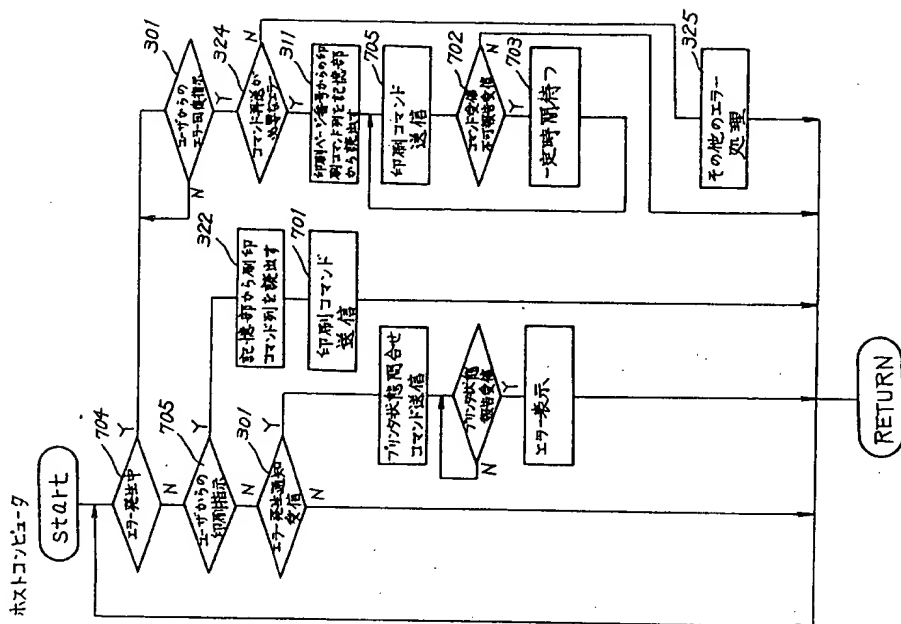 ホストコンピュータ
start
704
エラー発生中
Y
N
705
ユーザからの
印刷指示
Y
N
301
エラー発生通知
受信
Y
N
322
記憶部から刷印
コマンド列を読出す
701
印刷コマンド
送信
プリンタ状態問合せ
コマンド送信
プリンタ状態
報告受信
N
Y
エラー表示
301
ユーザからの
エラー回復指示
N
Y
324
コマンド再送が
必要なエラー
N
Y
311
印刷ページ番号からの印
刷コマンド列を記憶部
から読出す
705
印刷コマンド
送信
702
コマンド受信
不可報告受信
N
Y
703
一定時間待つ
325
その他のエラー
処理
RETURN